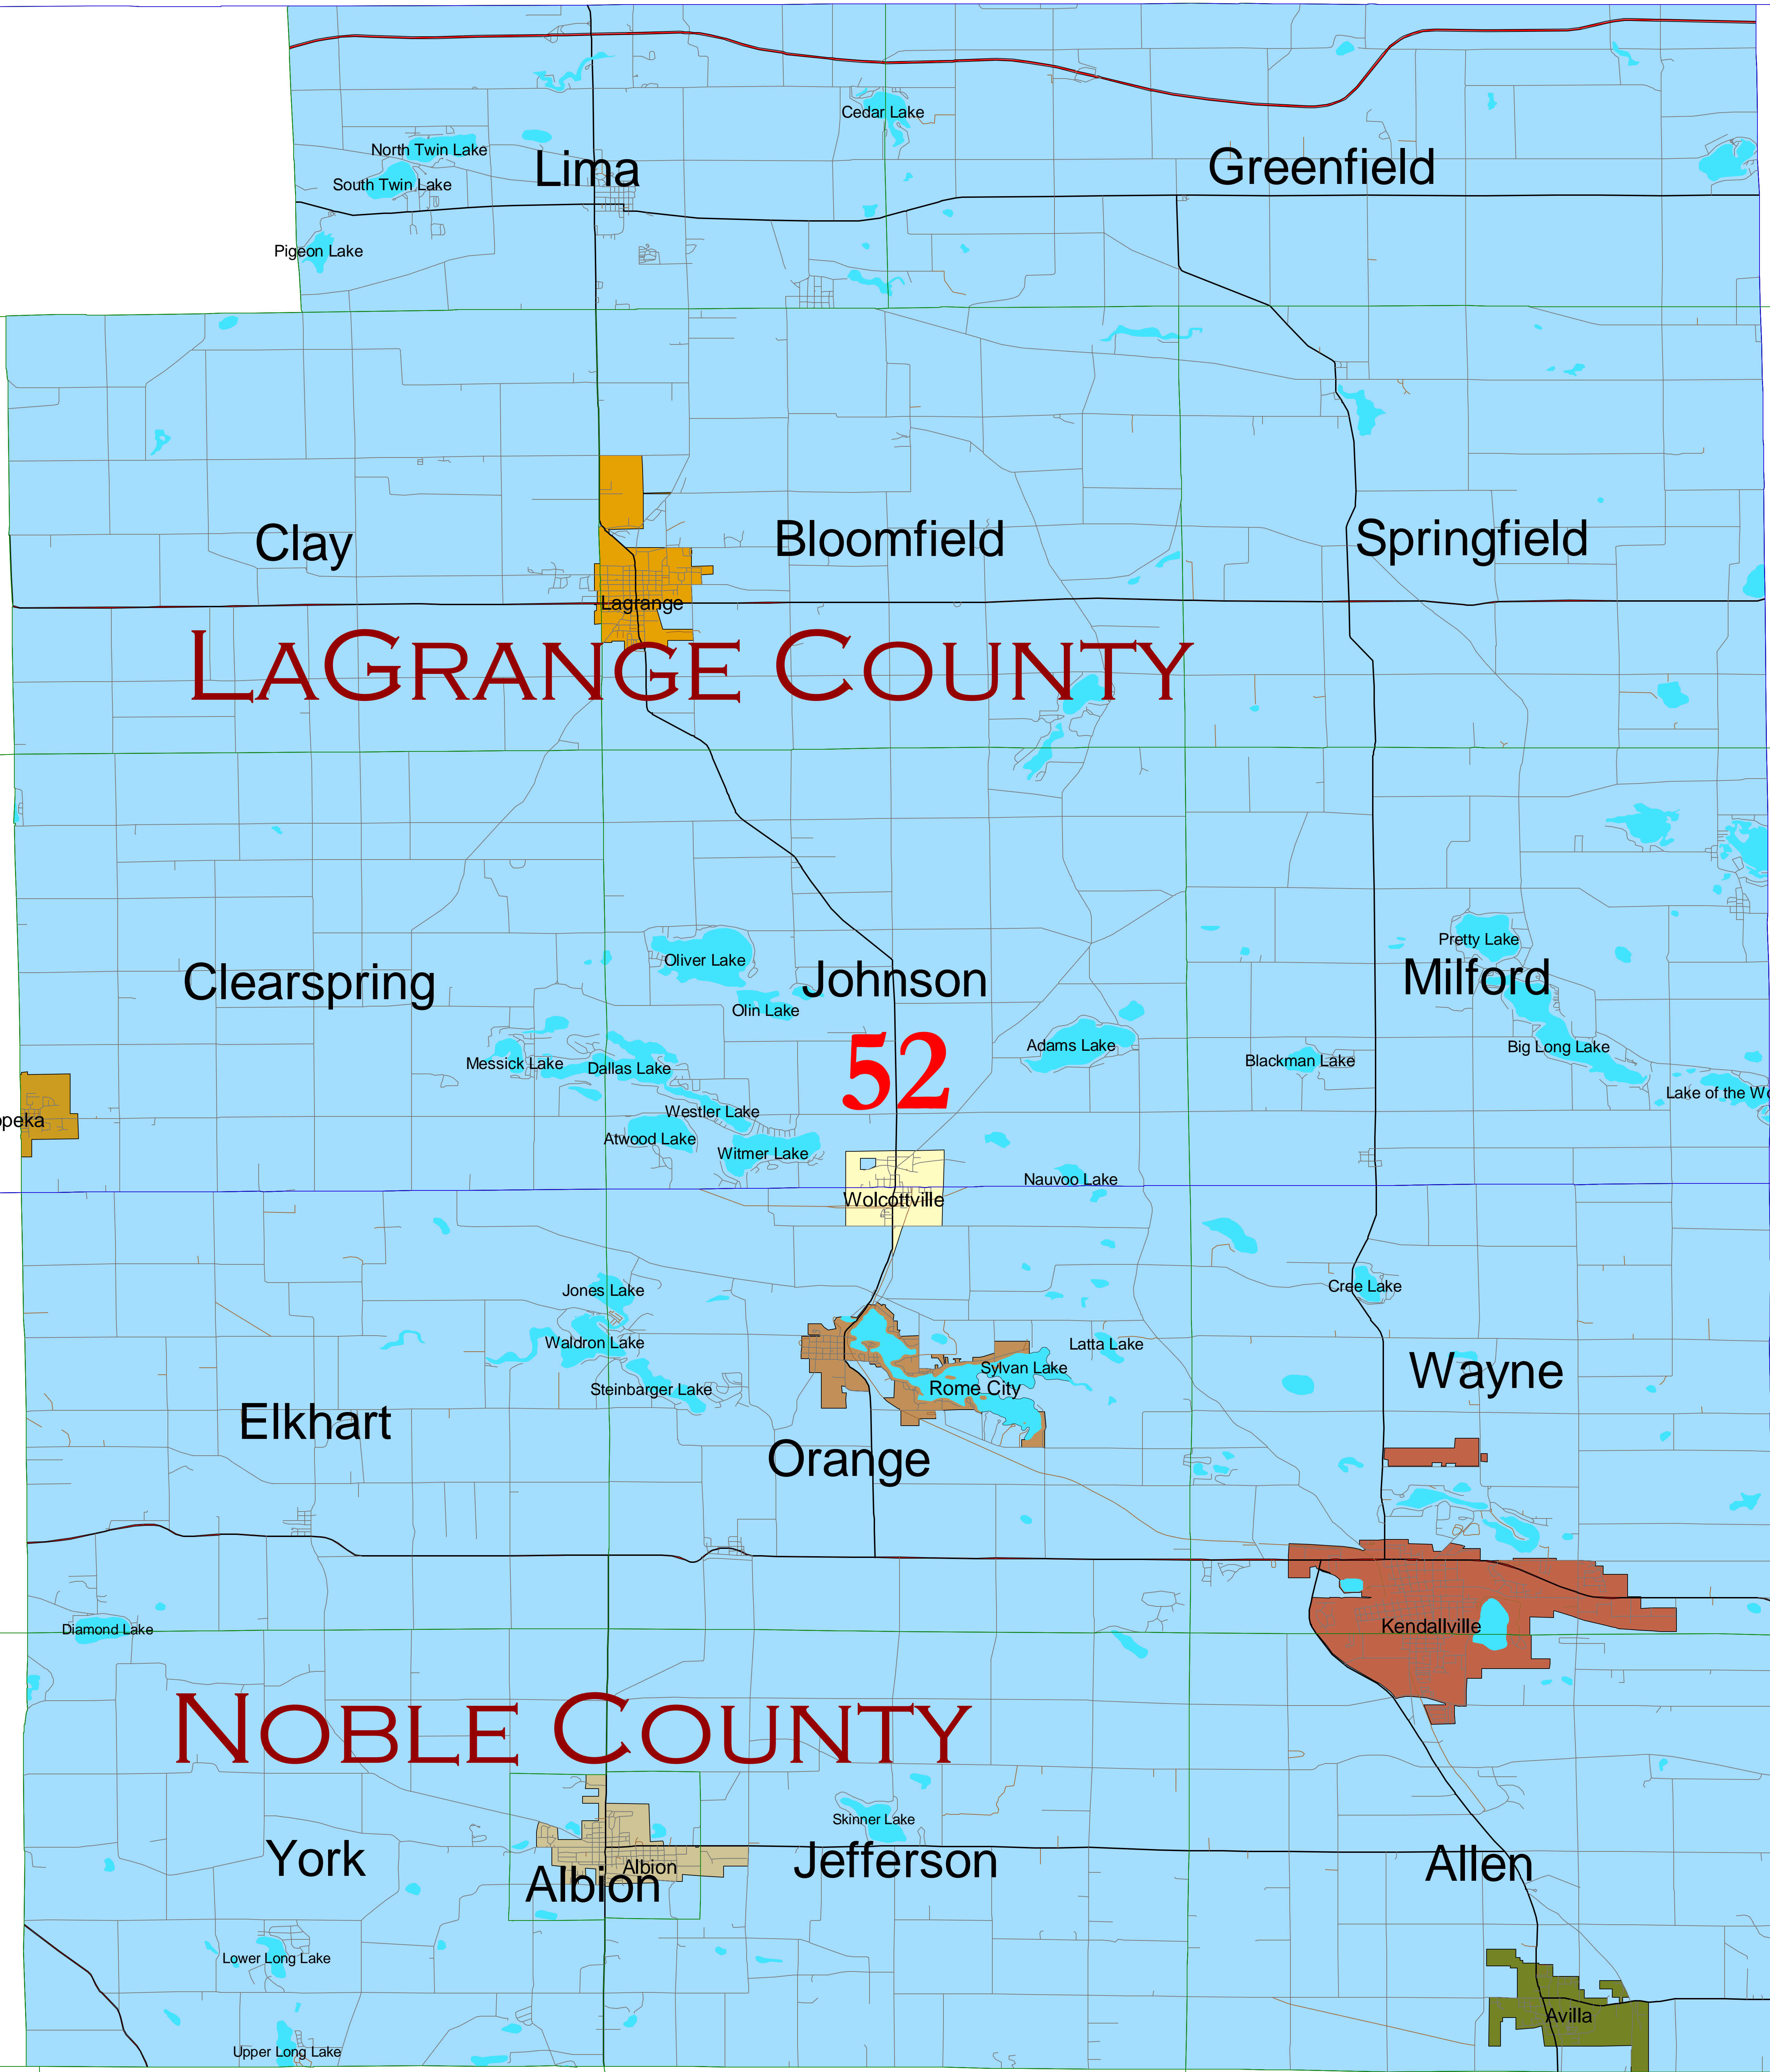 Cedar Lake
North Twin Lake
Lima
Greenfield
South Twin Lake
Pigeon Lake
Clay
Bloomfield
Springfield
Lagrange
LAGRANGE COUNTY
Pretty Lake
Oliver Lake
Clearspring
Johnson
Milford
Olin Lake
Adams Lake
Big Long Lake
Messick Lake
Dallas Lake
52
Blackman Lake
Lake of the Wo
Westler Lake
peka
Atwood Lake
Witmer Lake
Nauvoo Lake
Wolcottville
Jones Lake
Cree Lake
Waldron Lake
Latta Lake
Sylvan Lake
Wayne
Steinbarger Lake
Rome City
Elkhart
Orange
Diamond Lake
Kendallville
NOBLE COUNTY
Skinner Lake
York
Albion
Albion
Jefferson
Allen
Lower Long Lake
Avilla
Upper Long Lake